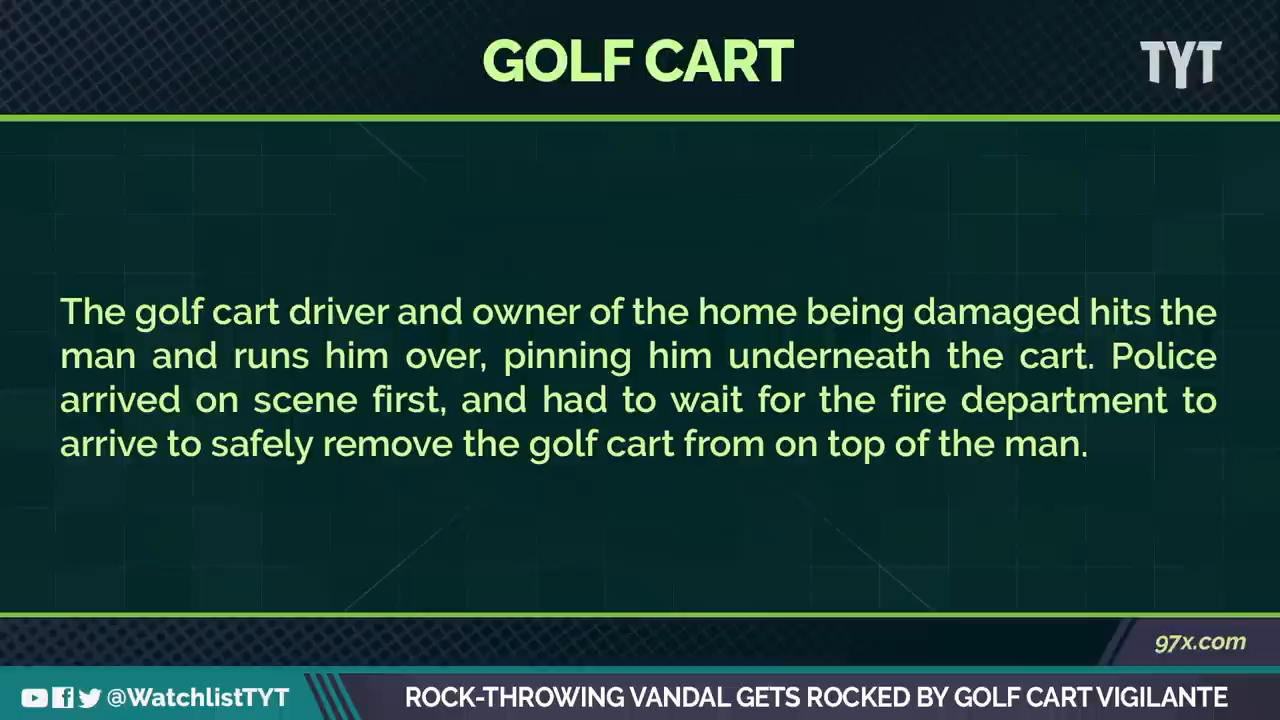 GOLF CART
TYT
The golf cart driver and owner of the home being damaged hits the
man and runs him over, pinning him underneath the cart. Police
arrived on scene first, and had to wait for the fire department to
arrive to safely remove the golf cart from on top of the man.
97x.com
@WatchlistTYT
ROCK-THROWING VANDAL GETS ROCKED BY GOLF CART VIGILANTE